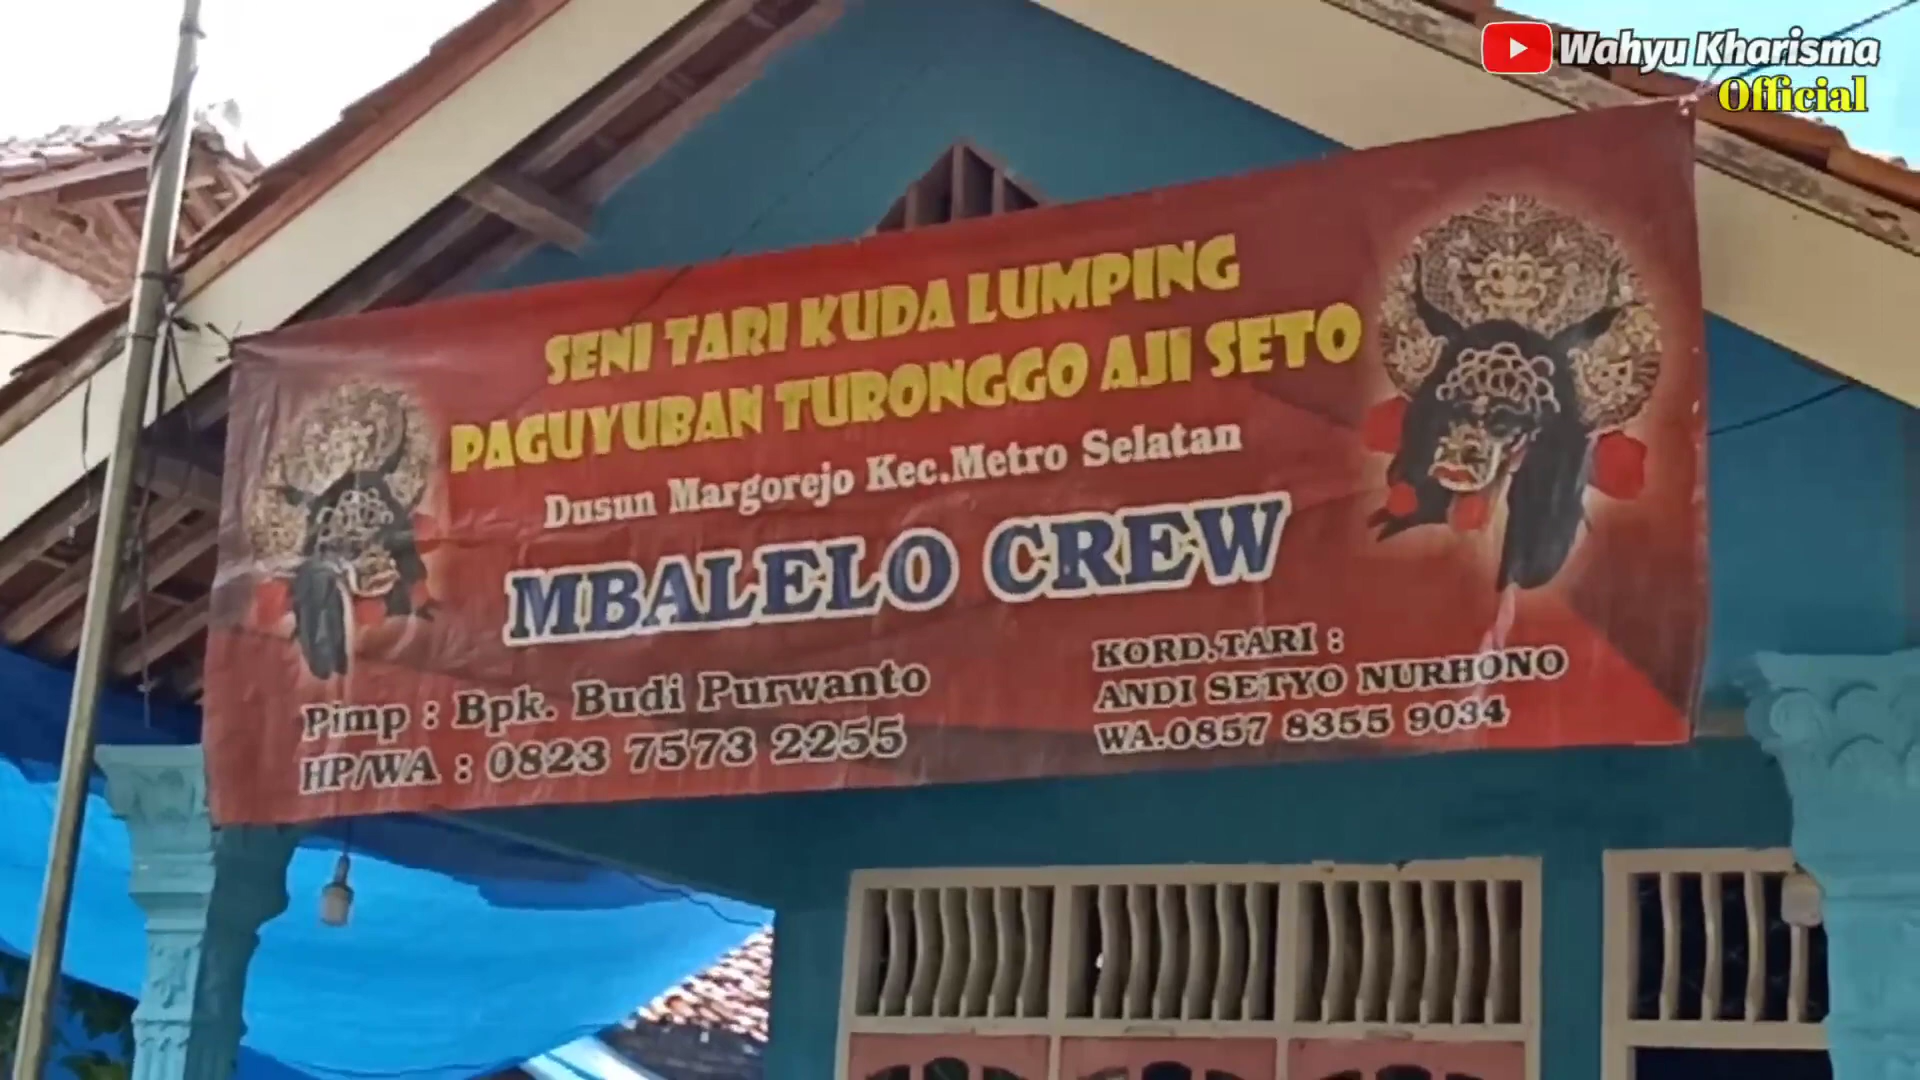 Wahyu Kharisma
Official
SENI TARI KUDA LUMPING
PAGUYUBAN TURONGGO AJI SETO
Dusun Margorejo Kec.Metro Selatan
MBALELO CREW
Pimp : Bpk. Budi Purwanto
HP/WA : 0823 7573 2255
KORD.TARI :
ANDI SETYO NURHONO
WA.0857 8355 9034